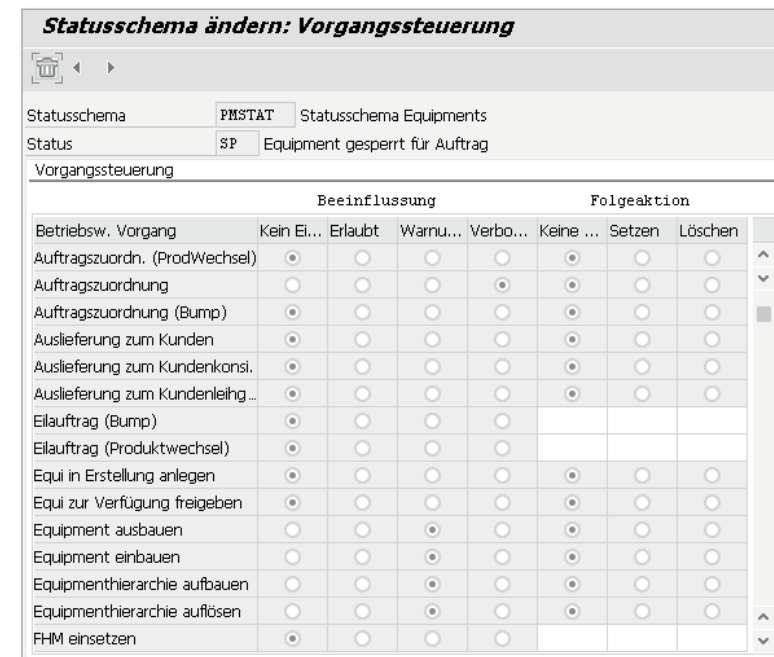 Statusschema ändern: Vorgangssteuerung
Statusschema PMSTAT Statusschema Equipments
Status SP Equipment gesperrt für Auftrag
Vorgangssteuerung
Beeinflussung Folgeaktion
Betriebsw. Vorgang Kein Ei... Erlaubt Warnu... Verbo... Keine ... Setzen Löschen
Auftragszuordn. (ProdWechsel)
Auftragszuordnung
Auftragszuordnung (Bump)
Auslieferung zum Kunden
Auslieferung zum Kundenkonsi.
Auslieferung zum Kundenleihg...
Eilauftrag (Bump)
Eilauftrag (Produktwechsel)
Equi in Erstellung anlegen
Equi zur Verfügung freigeben
Equipment ausbauen
Equipment einbauen
Equipmenthierarchie aufbauen
Equipmenthierarchie auflösen
FHM einsetzen